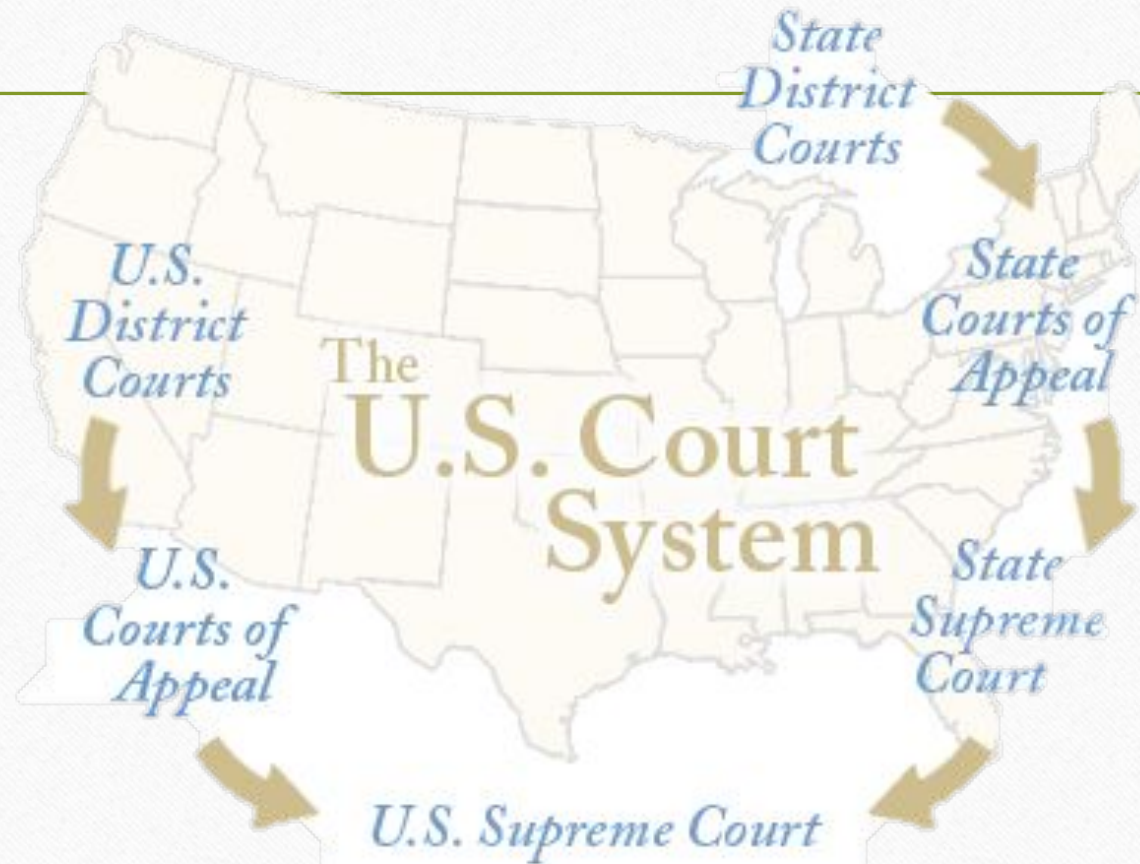 State
District
Courts
U.S.
District
Courts
State
Courts of
Appeal
The
U.S. Court
System
U.S.
Courts of
Appeal
State
Supreme
Court
U.S. Supreme Court